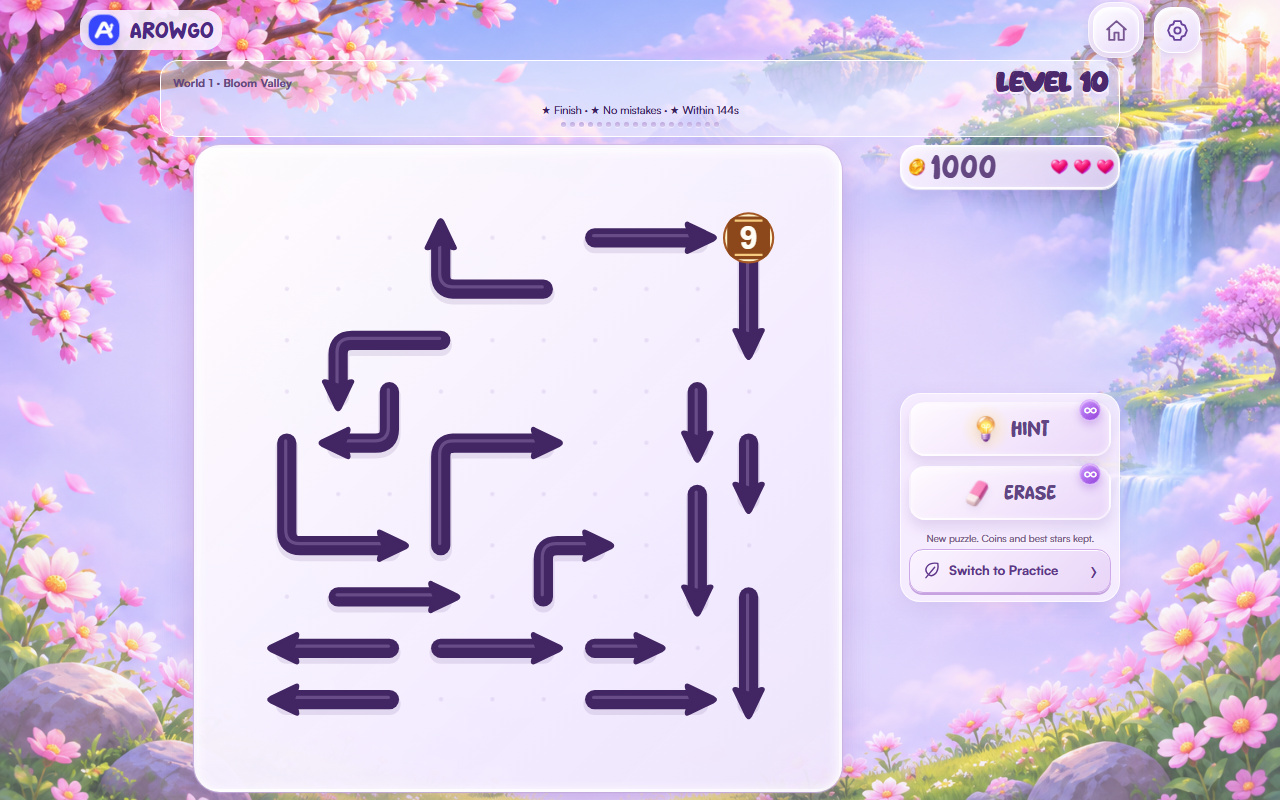 AROWGO
World 1 · Bloom Valley
LEVEL 10
★ Finish · ★ No mistakes · ★ Within 144s
1000
9
HINT
∞
ERASE
∞
New puzzle. Coins and best stars kept.
Switch to Practice ›